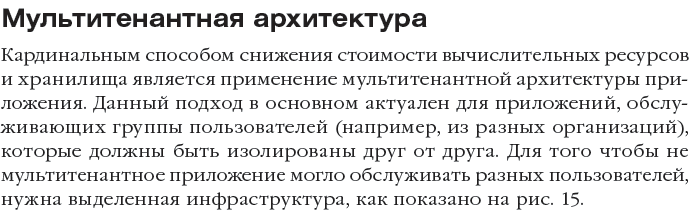 Мультитенантная архитектура
Кардинальным способом снижения стоимости вычислительных ресурсов
и хранилища является применение мультитенантной архитектуры при-
ложения. Данный подход в основном актуален для приложений, обслу-
живающих группы пользователей (например, из разных организаций),
которые должны быть изолированы друг от друга. Для того чтобы не
мультитенантное приложение могло обслуживать разных пользователей,
нужна выделенная инфраструктура, как показано на рис. 15.